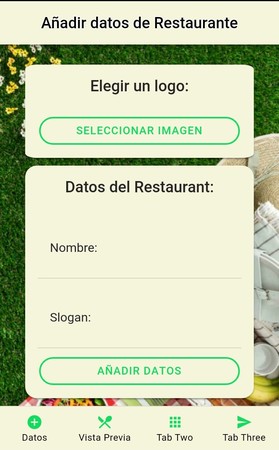 Añadir datos de Restaurante
Elegir un logo:
SELECCIONAR IMAGEN
Datos del Restaurant:
Nombre:
Slogan:
AÑADIR DATOS
Datos Vista Previa Tab Two Tab Three